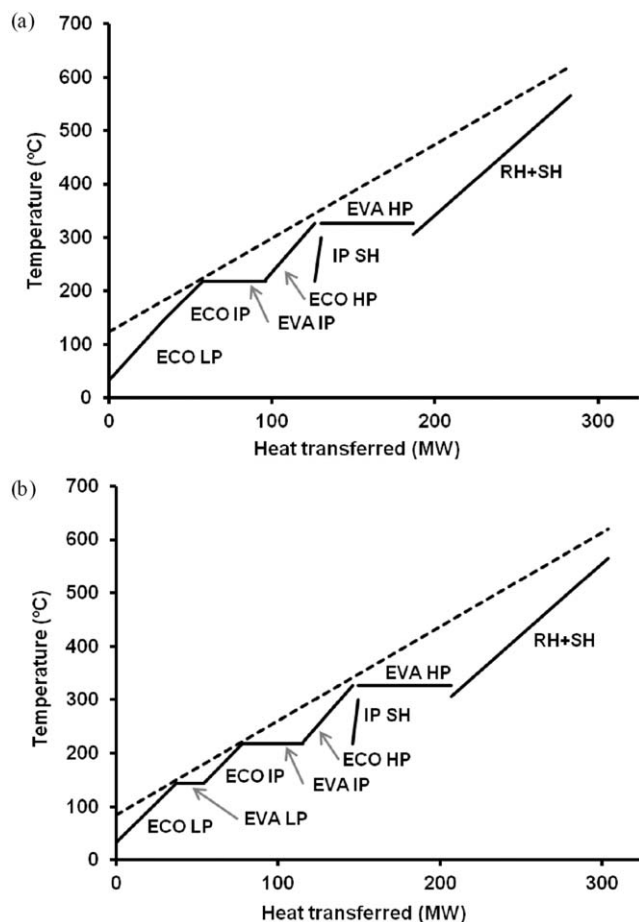 (a)
700
600
500
400
300
200
100
0
Temperature (ºC)
RH+SH
EVA HP
IP SH
ECO HP
ECO IP
EVA IP
ECO LP
0 100 200 300
Heat transferred (MW)
(b)
700
600
500
400
300
200
100
0
Temperature (ºC)
RH+SH
EVA HP
IP SH
ECO HP
ECO IP
EVA IP
ECO LP
EVA LP
0 100 200 300
Heat transferred (MW)